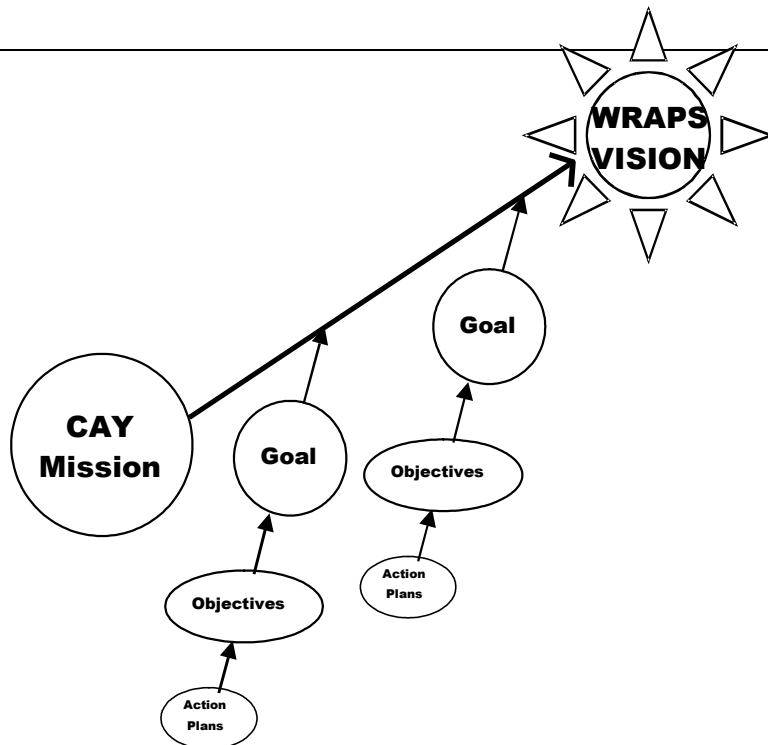 WRAPS
VISION
Goal
CAY
Mission
Goal
Objectives
Action
Plans
Objectives
Action
Plans